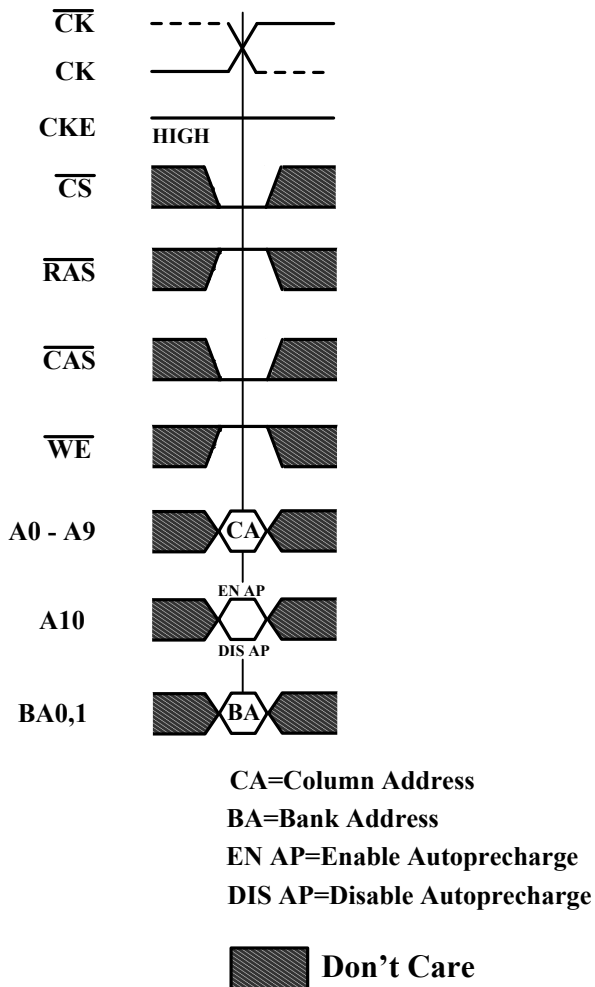 CK
CK
CKE
HIGH
CS
RAS
CAS
WE
A0 - A9
CA
EN AP
A10
DIS AP
BA0,1
BA
CA=Column Address
BA=Bank Address
EN AP=Enable Autoprecharge
DIS AP=Disable Autoprecharge
Don’t Care